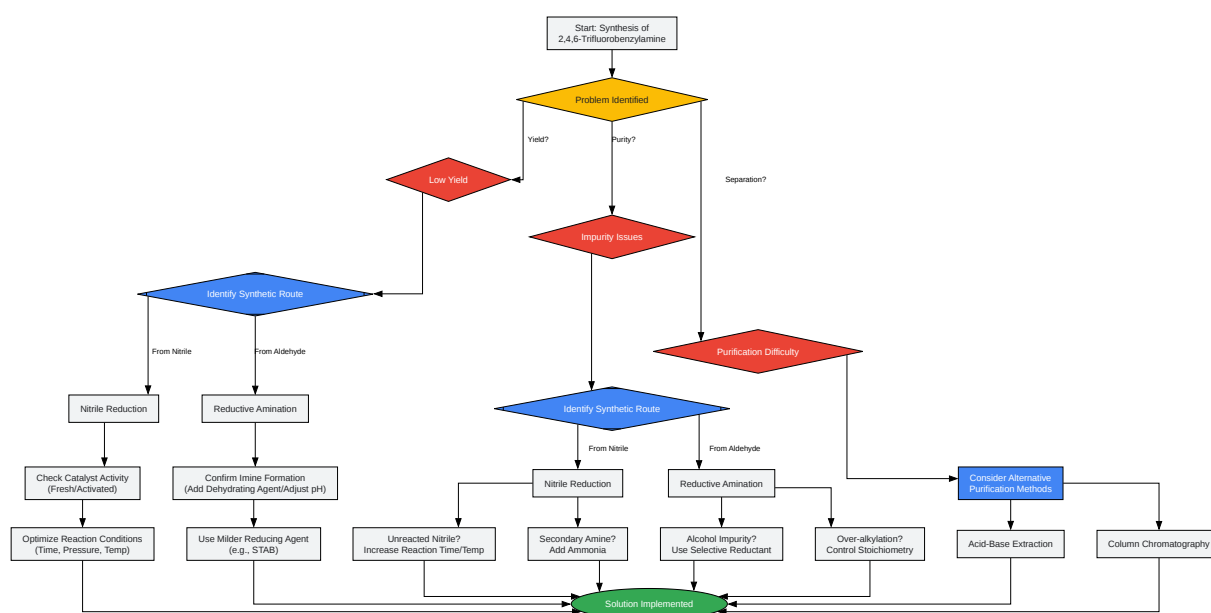 Start: Synthesis of
2,4,6-Trifluorobenzylamine
Problem Identified
Yield?
Purity?
Separation?
Low Yield
Impurity Issues
Identify Synthetic Route
Purification Difficulty
From Nitrile
From Aldehyde
Nitrile Reduction
Reductive Amination
Identify Synthetic Route
From Nitrile
From Aldehyde
Check Catalyst Activity
(Fresh/Activated)
Confirm Imine Formation
(Add Dehydrating Agent/Adjust pH)
Nitrile Reduction
Reductive Amination
Consider Alternative
Purification Methods
Optimize Reaction Conditions
(Time, Pressure, Temp)
Use Milder Reducing Agent
(e.g., STAB)
Unreacted Nitrile?
Increase Reaction Time/Temp
Secondary Amine?
Add Ammonia
Alcohol Impurity?
Use Selective Reductant
Over-alkylation?
Control Stoichiometry
Acid-Base Extraction
Column Chromatography
Solution Implemented